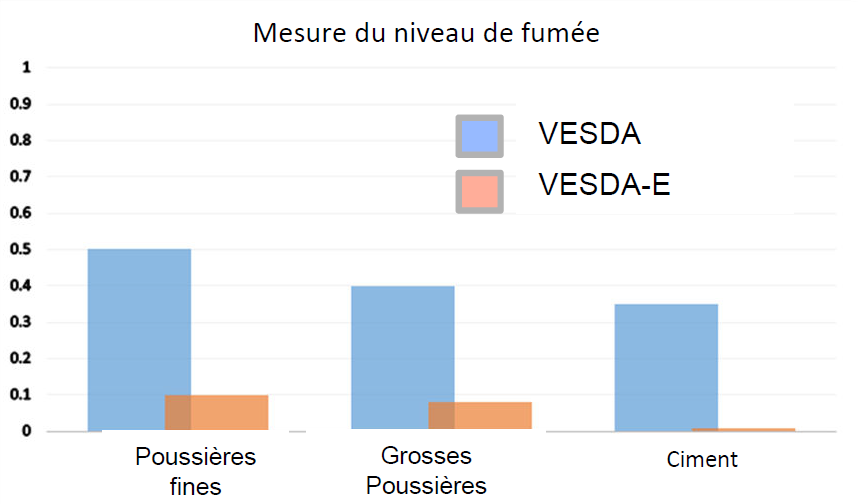 Mesure du niveau de fumée
1
0.9
0.8
0.7
0.6
0.5
0.4
0.3
0.2
0.1
0
VESDA
VESDA-E
Poussières
fines
Grosses
Poussières
Ciment